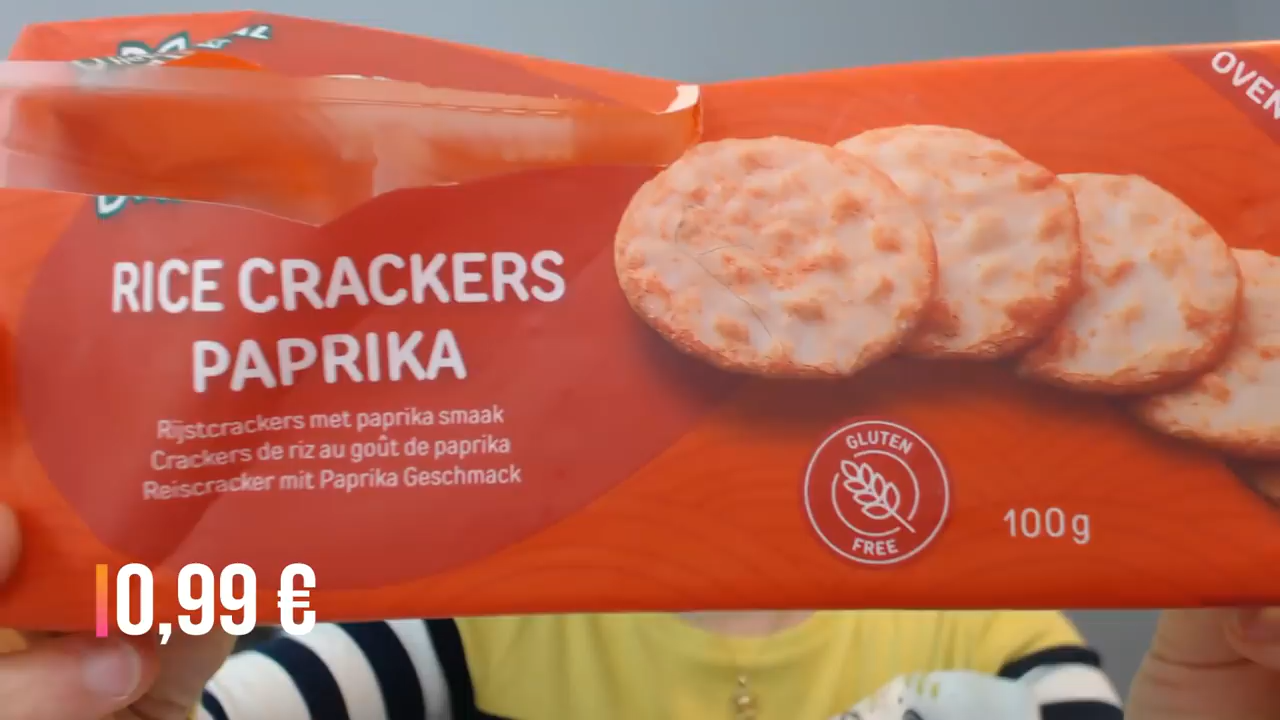 OVEN
RICE CRACKERS
PAPRIKA
Rijstcrackers met paprika smaak
Crackers de riz au goût de paprika
Reiscracker mit Paprika Geschmack
GLUTEN
FREE
100g
0,99 €